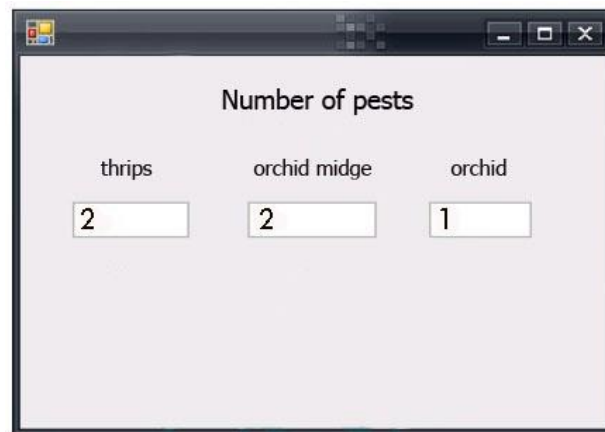 Number of pests
thrips orchid midge orchid
2 2 1